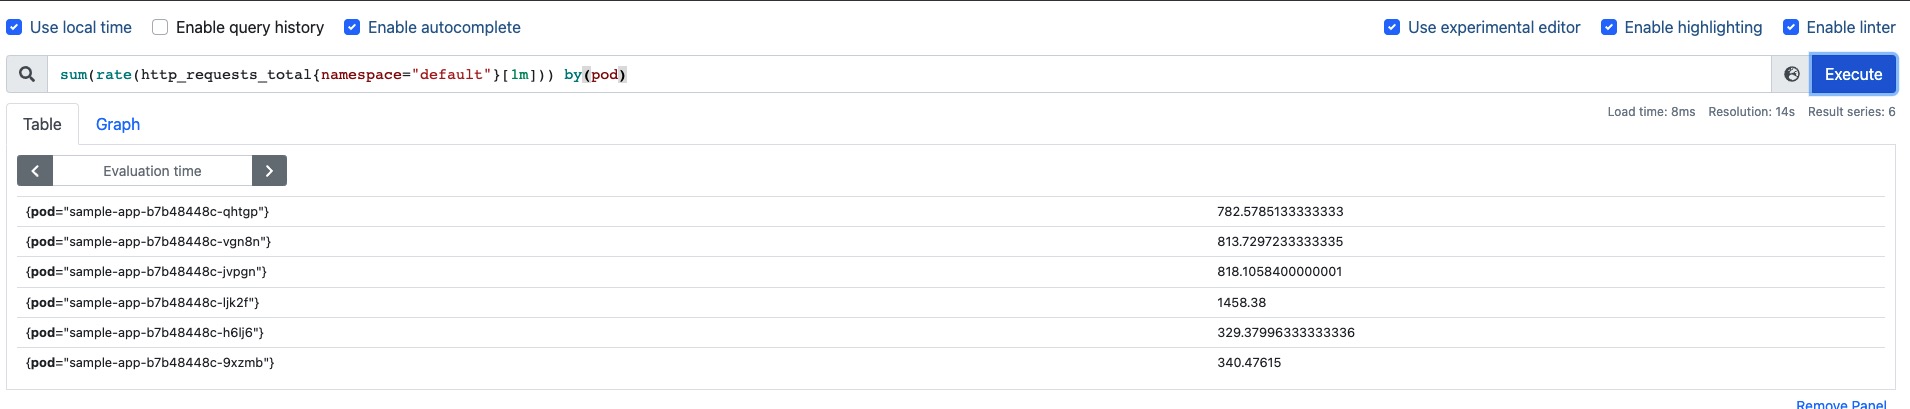 Use local time Enable query history Enable autocomplete Use experimental editor Enable highlighting Enable linter
sum(rate(http_requests_total{namespace="default"}[1m])) by(pod) Execute
Load time: 8ms Resolution: 14s Result series: 6
Table Graph
Evaluation time
{pod="sample-app-b7b48448c-qhtgp"} 782.5785133333333
{pod="sample-app-b7b48448c-vgn8n"} 813.7297233333335
{pod="sample-app-b7b48448c-jvpgn"} 818.1058400000001
{pod="sample-app-b7b48448c-ljk2f"} 1458.38
{pod="sample-app-b7b48448c-h6lj6"} 329.37996333333336
{pod="sample-app-b7b48448c-9xzmb"} 340.47615
Remove Panel